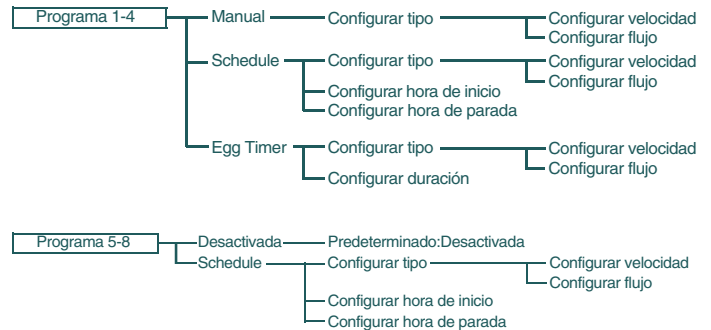 Programa 1-4 Manual Configurar tipo Configurar velocidad
Configurar flujo
Schedule Configurar tipo Configurar velocidad
Configurar flujo
Configurar hora de inicio
Configurar hora de parada
Egg Timer Configurar tipo Configurar velocidad
Configurar flujo
Configurar duración
Programa 5-8 Desactivada Predeterminado:Desactivada
Schedule Configurar tipo Configurar velocidad
Configurar flujo
Configurar hora de inicio
Configurar hora de parada